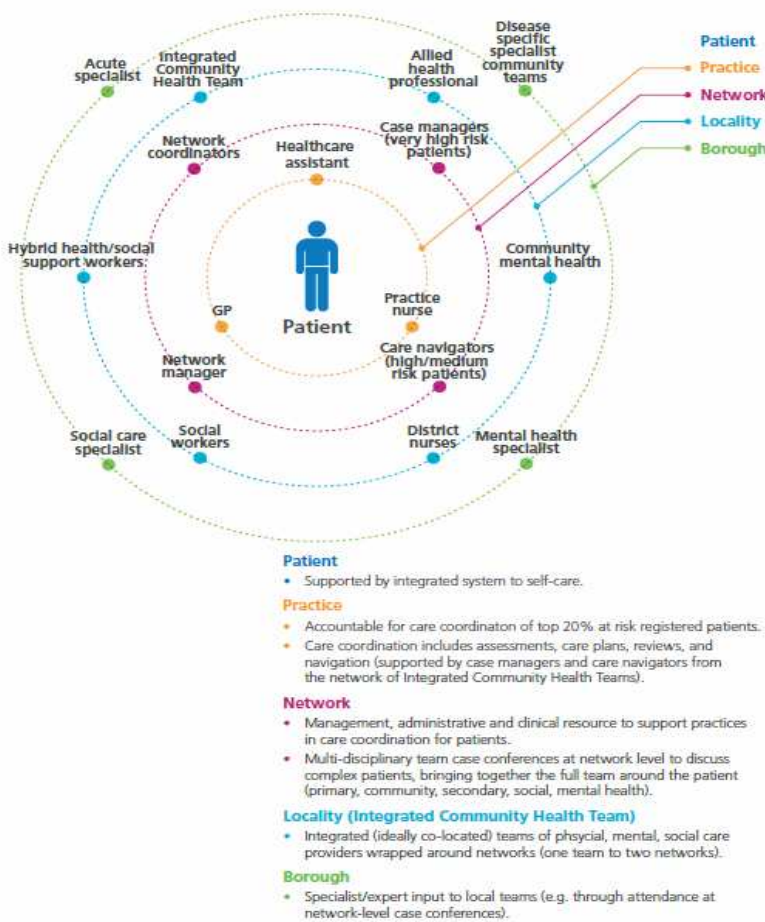 Disease
specific
specialist
community
teams
Acute
specialist
Integrated
Community
Health Team
Allied
health
professional
Patient
Practice
Network
Locality
Borough
Network
coordinators
Healthcare
assistant
Case managers
(very high risk
patients)
Hybrid health/social
support workers
Community
mental health
GP
Patient
Practice
nurse
Network
manager
Care navigators
(high/medium
risk patients)
Social care
specialist
Social
workers
District
nurses
Mental health
specialist
Patient
• Supported by integrated system to self-care.
Practice
• Accountable for care coordinaton of top 20% at risk registered patients.
• Care coordination includes assessments, care plans, reviews, and
navigation (supported by case managers and care navigators from
the network of Integrated Community Health Teams).
Network
• Management, administrative and clinical resource to support practices
in care coordination for patients.
• Multi-disciplinary team case conferences at network level to discuss
complex patients, bringing together the full team around the patient
(primary, community, secondary, social, mental health).
Locality (Integrated Community Health Team)
• Integrated (ideally co-located) teams of phsycial, mental, social care
providers wrapped around networks (one team to two networks).
Borough
• Specialist/expert input to local teams (e.g. through attendance at
network-level case conferences).